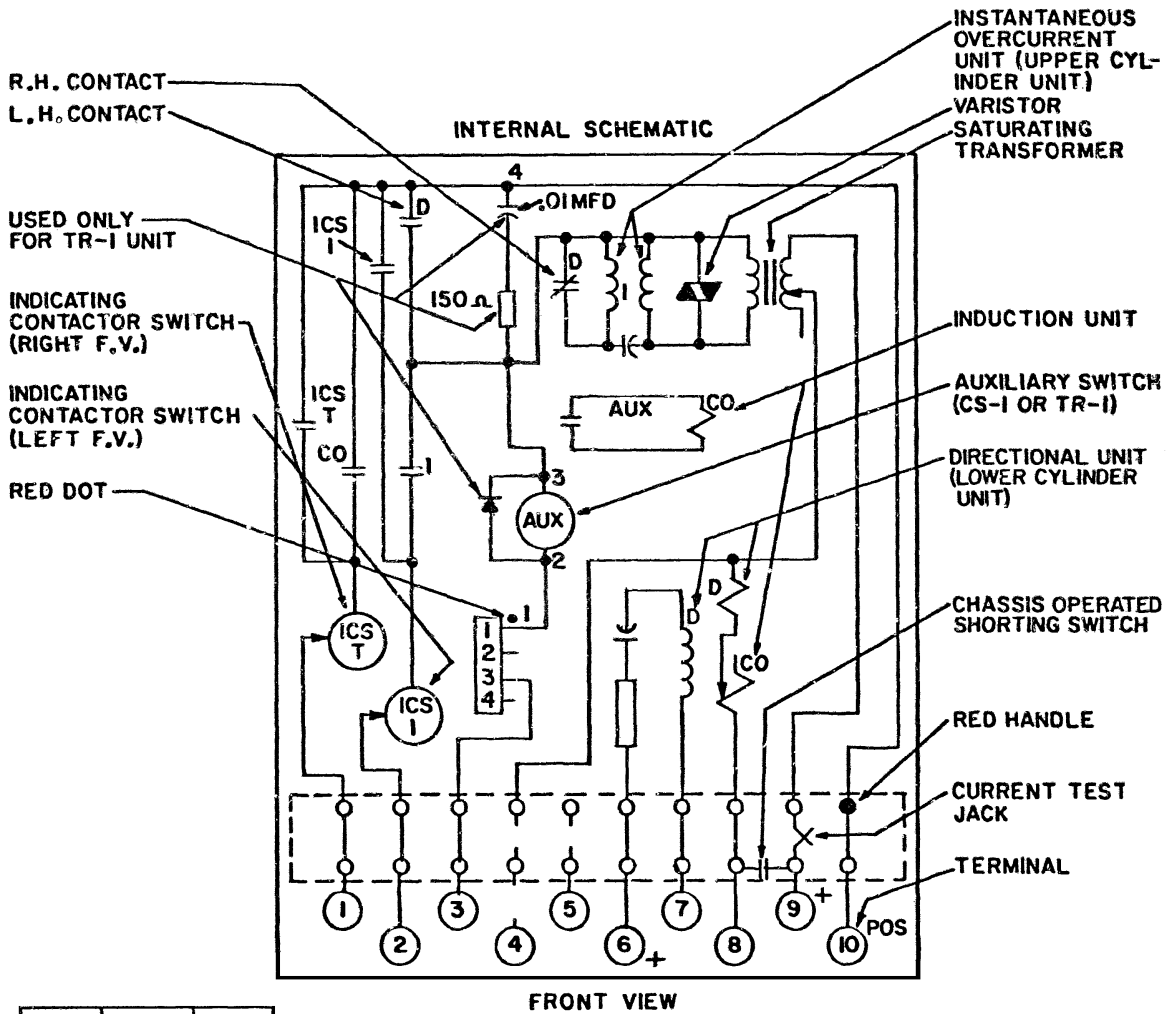 INTERNAL SCHEMATIC
R.H. CONTACT
L.H. CONTACT
USED ONLY
FOR TR-1 UNIT
INDICATING
CONTACTOR SWITCH
(RIGHT F.V.)
INDICATING
CONTACTOR SWITCH
(LEFT F.V.)
RED DOT
INSTANTANEOUS
OVERCURRENT
UNIT (UPPER CYL-
INDER UNIT)
VARISTOR
SATURATING
TRANSFORMER
INDUCTION UNIT
AUXILIARY SWITCH
(CS-1 OR TR-1)
DIRECTIONAL UNIT
(LOWER CYLINDER
UNIT)
CHASSIS OPERATED
SHORTING SWITCH
RED HANDLE
CURRENT TEST
JACK
TERMINAL
4
D
.01MFD
ICS
I
D
I
150 Ω
ICS
T
CO
I
AUX
CO
3
AUX
2
1
1
2
3
4
D
D
CO
ICS
T
ICS
I
1
2
3
4
5
6
+
7
8
9
+
10
POS
FRONT VIEW